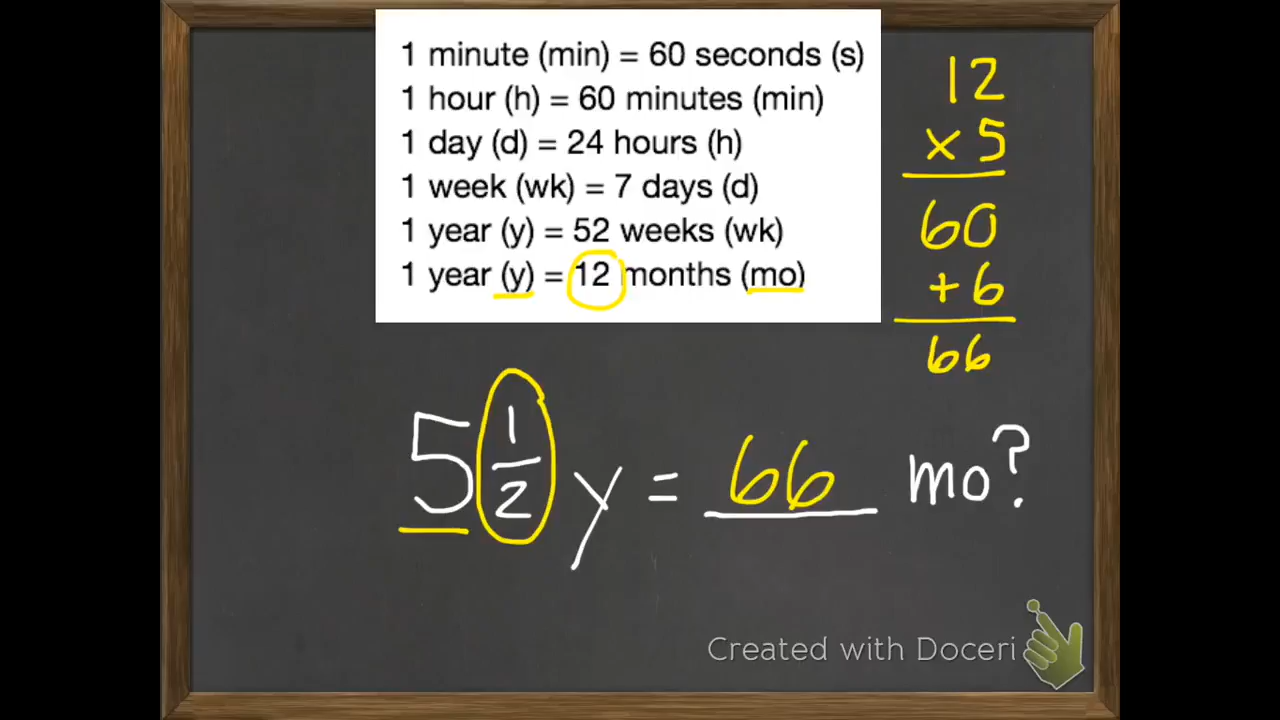 1 minute (min) = 60 seconds (s)
1 hour (h) = 60 minutes (min)
1 day (d) = 24 hours (h)
1 week (wk) = 7 days (d)
1 year (y) = 52 weeks (wk)
1 year (y) = 12 months (mo)
12
x 5
60
+ 6
66
5 1/2 y = 66 mo?
Created with Doceri